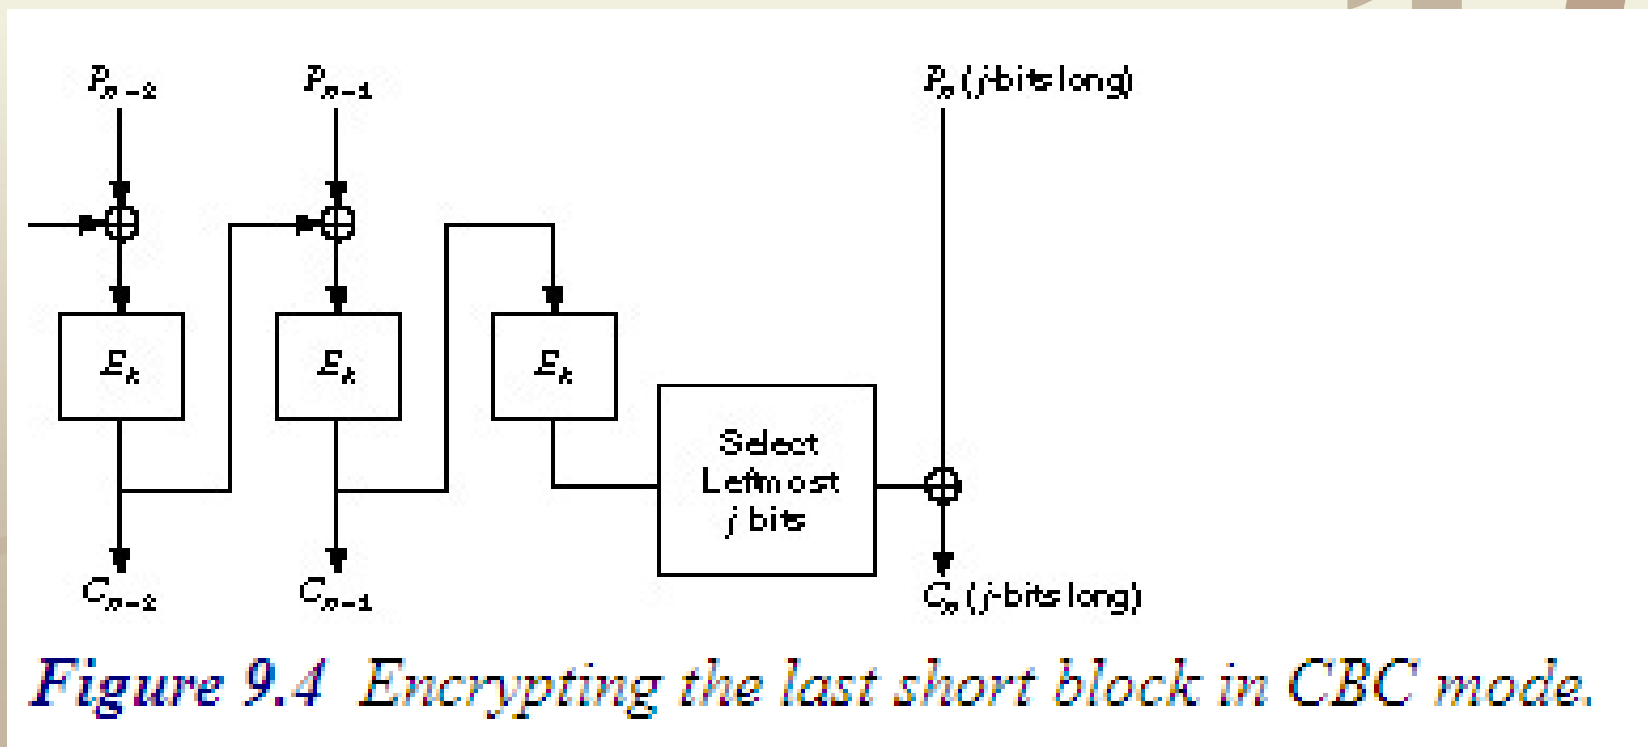 Pₙ₋₂ Pₙ₋₁ Pₙ (j-bits long)
Eₖ Eₖ Eₖ
Select
Leftmost
j bits
Cₙ₋₂ Cₙ₋₁ Cₙ (j-bits long)
Figure 9.4 Encrypting the last short block in CBC mode.